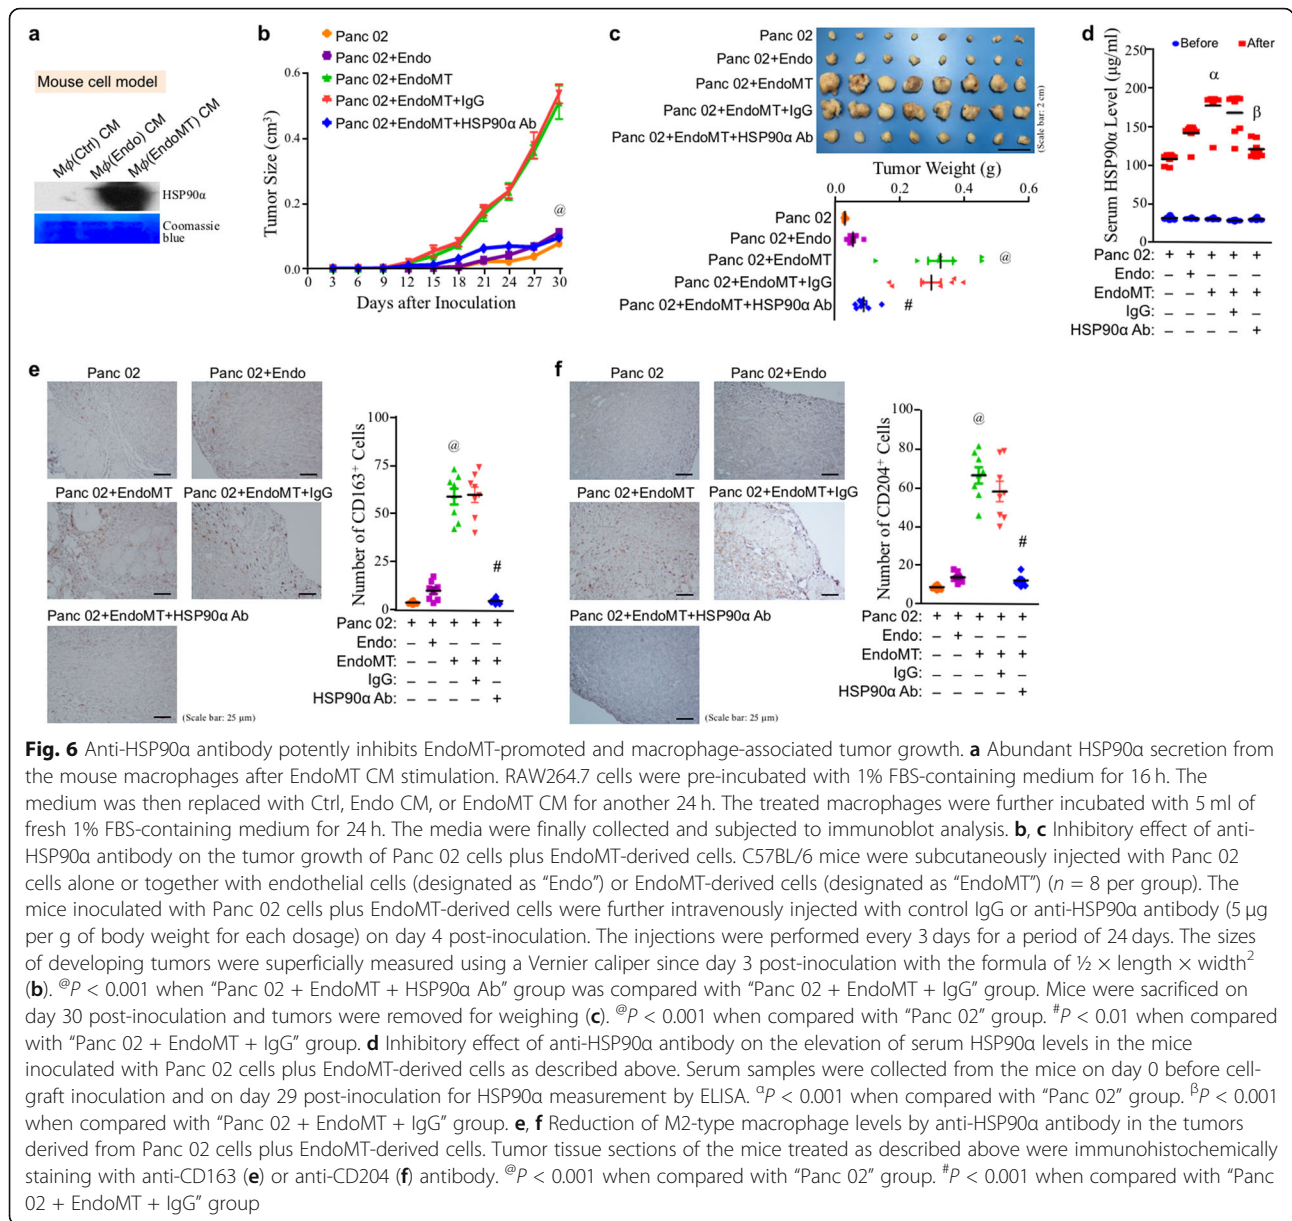 a
Mouse cell model
Mϕ(Ctrl) CM
Mϕ(Endo) CM
Mϕ(EndoMT) CM
HSP90α
Coomassie
blue
b
Panc 02
Panc 02+Endo
Panc 02+EndoMT
Panc 02+EndoMT+IgG
Panc 02+EndoMT+HSP90α Ab
Tumor Size (cm³)
0.6
0.4
0.2
0.0
@
0 3 6 9 12 15 18 21 24 27 30
Days after Inoculation
c
Panc 02
Panc 02+Endo
Panc 02+EndoMT
Panc 02+EndoMT+IgG
Panc 02+EndoMT+HSP90α Ab
(Scale bar: 2 cm)
Tumor Weight (g)
0.0 0.2 0.4 0.6
Panc 02
Panc 02+Endo
Panc 02+EndoMT
@
Panc 02+EndoMT+IgG
Panc 02+EndoMT+HSP90α Ab
#
d
Before After
Serum HSP90α Level (µg/ml)
250
200
150
100
50
0
α
β
Panc 02: + + + + +
Endo: − + − − −
EndoMT: − − + + +
IgG: − − − + −
HSP90α Ab: − − − − +
e
Panc 02
Panc 02+Endo
Panc 02+EndoMT
Panc 02+EndoMT+IgG
Panc 02+EndoMT+HSP90α Ab
(Scale bar: 25 µm)
Number of CD163⁺ Cells
100
75
50
25
0
@
#
Panc 02: + + + + +
Endo: − + − − −
EndoMT: − − + + +
IgG: − − − + −
HSP90α Ab: − − − − +
f
Panc 02
Panc 02+Endo
Panc 02+EndoMT
Panc 02+EndoMT+IgG
Panc 02+EndoMT+HSP90α Ab
(Scale bar: 25 µm)
Number of CD204⁺ Cells
100
80
60
40
20
0
@
#
Panc 02: + + + + +
Endo: − + − − −
EndoMT: − − + + +
IgG: − − − + −
HSP90α Ab: − − − − +
Fig. 6 Anti-HSP90α antibody potently inhibits EndoMT-promoted and macrophage-associated tumor growth. a Abundant HSP90α secretion from
the mouse macrophages after EndoMT CM stimulation. RAW264.7 cells were pre-incubated with 1% FBS-containing medium for 16 h. The
medium was then replaced with Ctrl, Endo CM, or EndoMT CM for another 24 h. The treated macrophages were further incubated with 5 ml of
fresh 1% FBS-containing medium for 24 h. The media were finally collected and subjected to immunoblot analysis. b, c Inhibitory effect of anti-
HSP90α antibody on the tumor growth of Panc 02 cells plus EndoMT-derived cells. C57BL/6 mice were subcutaneously injected with Panc 02
cells alone or together with endothelial cells (designated as "Endo") or EndoMT-derived cells (designated as "EndoMT") (n = 8 per group). The
mice inoculated with Panc 02 cells plus EndoMT-derived cells were further intravenously injected with control IgG or anti-HSP90α antibody (5 µg
per g of body weight for each dosage) on day 4 post-inoculation. The injections were performed every 3 days for a period of 24 days. The sizes
of developing tumors were superficially measured using a Vernier caliper since day 3 post-inoculation with the formula of ½ × length × width²
(b). @P < 0.001 when "Panc 02 + EndoMT + HSP90α Ab" group was compared with "Panc 02 + EndoMT + IgG" group. Mice were sacrificed on
day 30 post-inoculation and tumors were removed for weighing (c). @P < 0.001 when compared with "Panc 02" group. #P < 0.01 when compared
with "Panc 02 + EndoMT + IgG" group. d Inhibitory effect of anti-HSP90α antibody on the elevation of serum HSP90α levels in the mice
inoculated with Panc 02 cells plus EndoMT-derived cells as described above. Serum samples were collected from the mice on day 0 before cell-
graft inoculation and on day 29 post-inoculation for HSP90α measurement by ELISA. αP < 0.001 when compared with "Panc 02" group. βP < 0.001
when compared with "Panc 02 + EndoMT + IgG" group. e, f Reduction of M2-type macrophage levels by anti-HSP90α antibody in the tumors
derived from Panc 02 cells plus EndoMT-derived cells. Tumor tissue sections of the mice treated as described above were immunohistochemically
staining with anti-CD163 (e) or anti-CD204 (f) antibody. @P < 0.001 when compared with "Panc 02" group. #P < 0.001 when compared with "Panc
02 + EndoMT + IgG" group